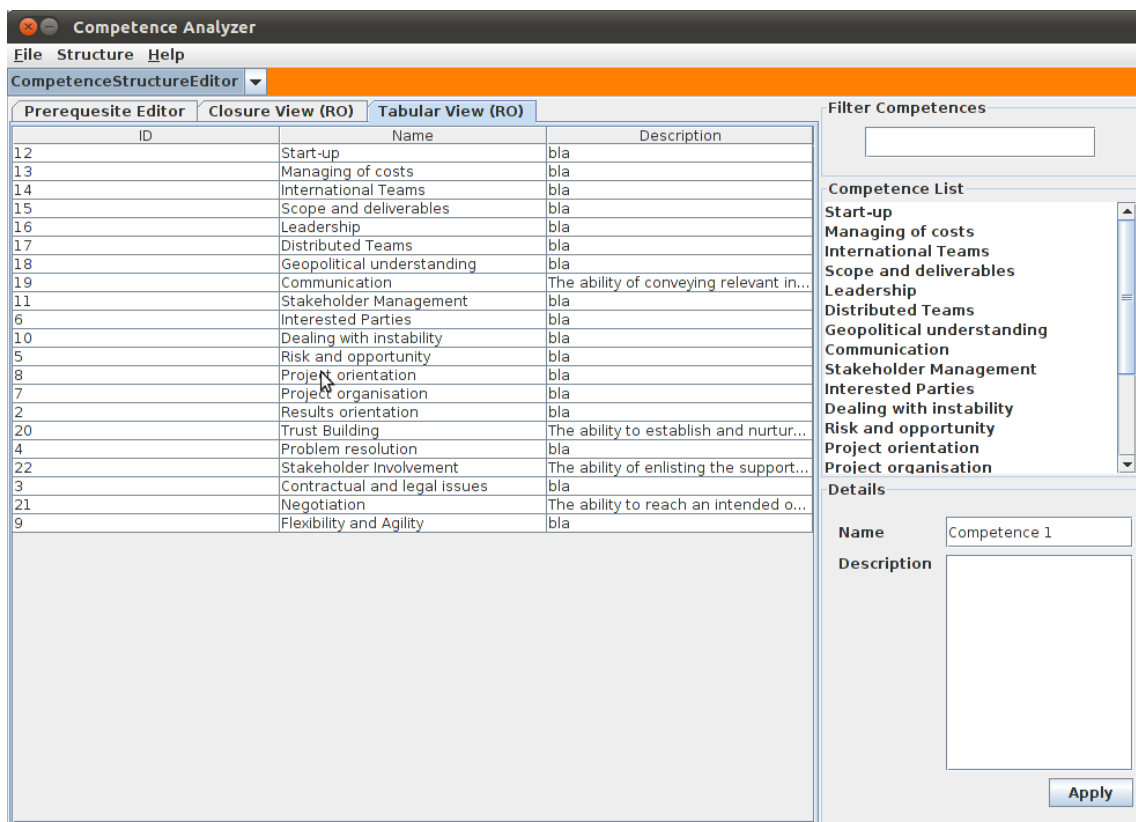 Competence Analyzer
File Structure Help
CompetenceStructureEditor
Prerequesite Editor Closure View (RO) Tabular View (RO)
ID Name Description
12 Start-up bla
13 Managing of costs bla
14 International Teams bla
15 Scope and deliverables bla
16 Leadership bla
17 Distributed Teams bla
18 Geopolitical understanding bla
19 Communication The ability of conveying relevant in...
11 Stakeholder Management bla
6 Interested Parties bla
10 Dealing with instability bla
5 Risk and opportunity bla
8 Project orientation bla
7 Project organisation bla
2 Results orientation bla
20 Trust Building The ability to establish and nurtur...
4 Problem resolution bla
22 Stakeholder Involvement The ability of enlisting the support...
3 Contractual and legal issues bla
21 Negotiation The ability to reach an intended o...
9 Flexibility and Agility bla
Filter Competences
Competence List
Start-up
Managing of costs
International Teams
Scope and deliverables
Leadership
Distributed Teams
Geopolitical understanding
Communication
Stakeholder Management
Interested Parties
Dealing with instability
Risk and opportunity
Project orientation
Project organisation
Details
Name Competence 1
Description
Apply